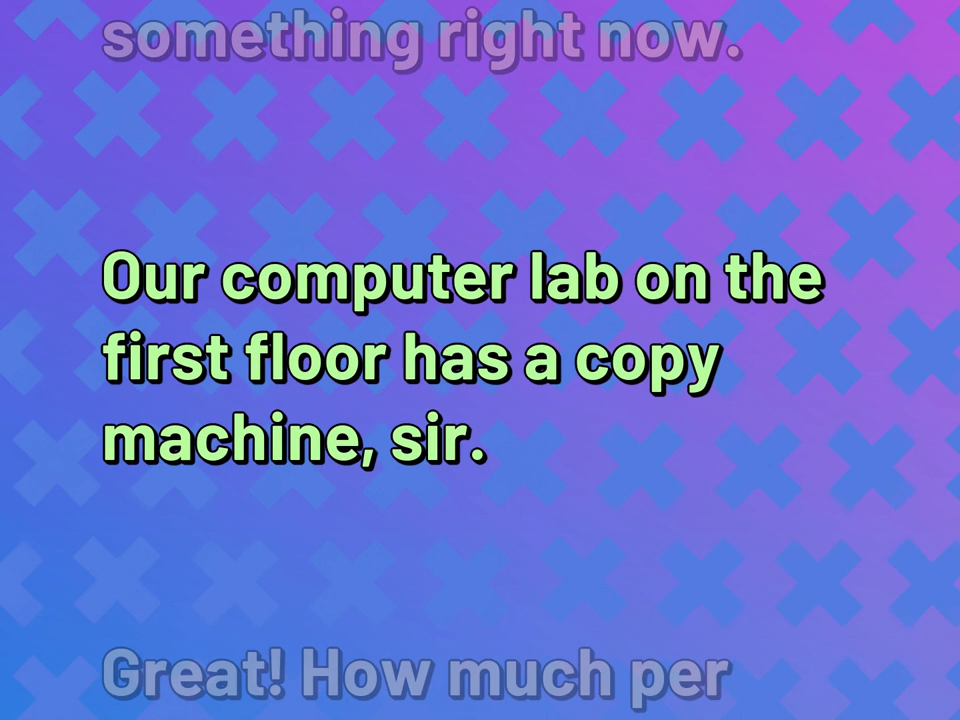 something right now.
Our computer lab on the
first floor has a copy
machine, sir.
Great! How much per